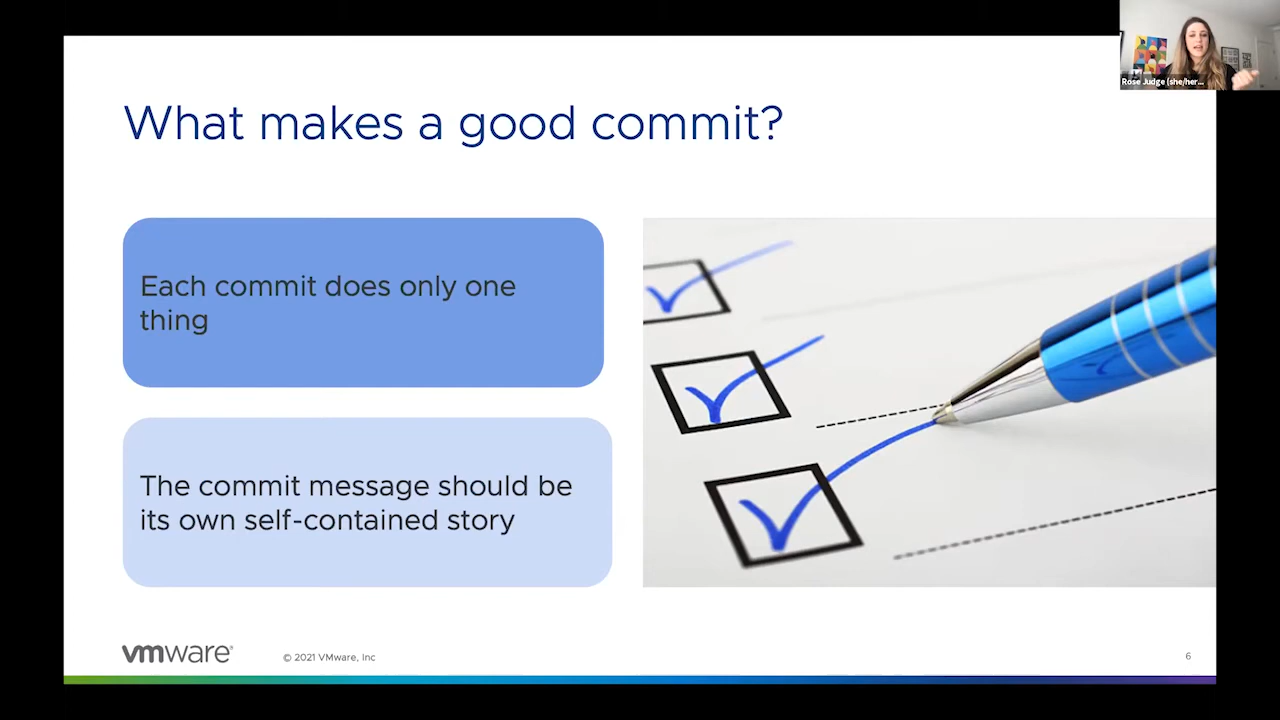 Rose Judge (she/her...
What makes a good commit?
Each commit does only one
thing
The commit message should be
its own self-contained story
vmware®
© 2021 VMware, Inc
6